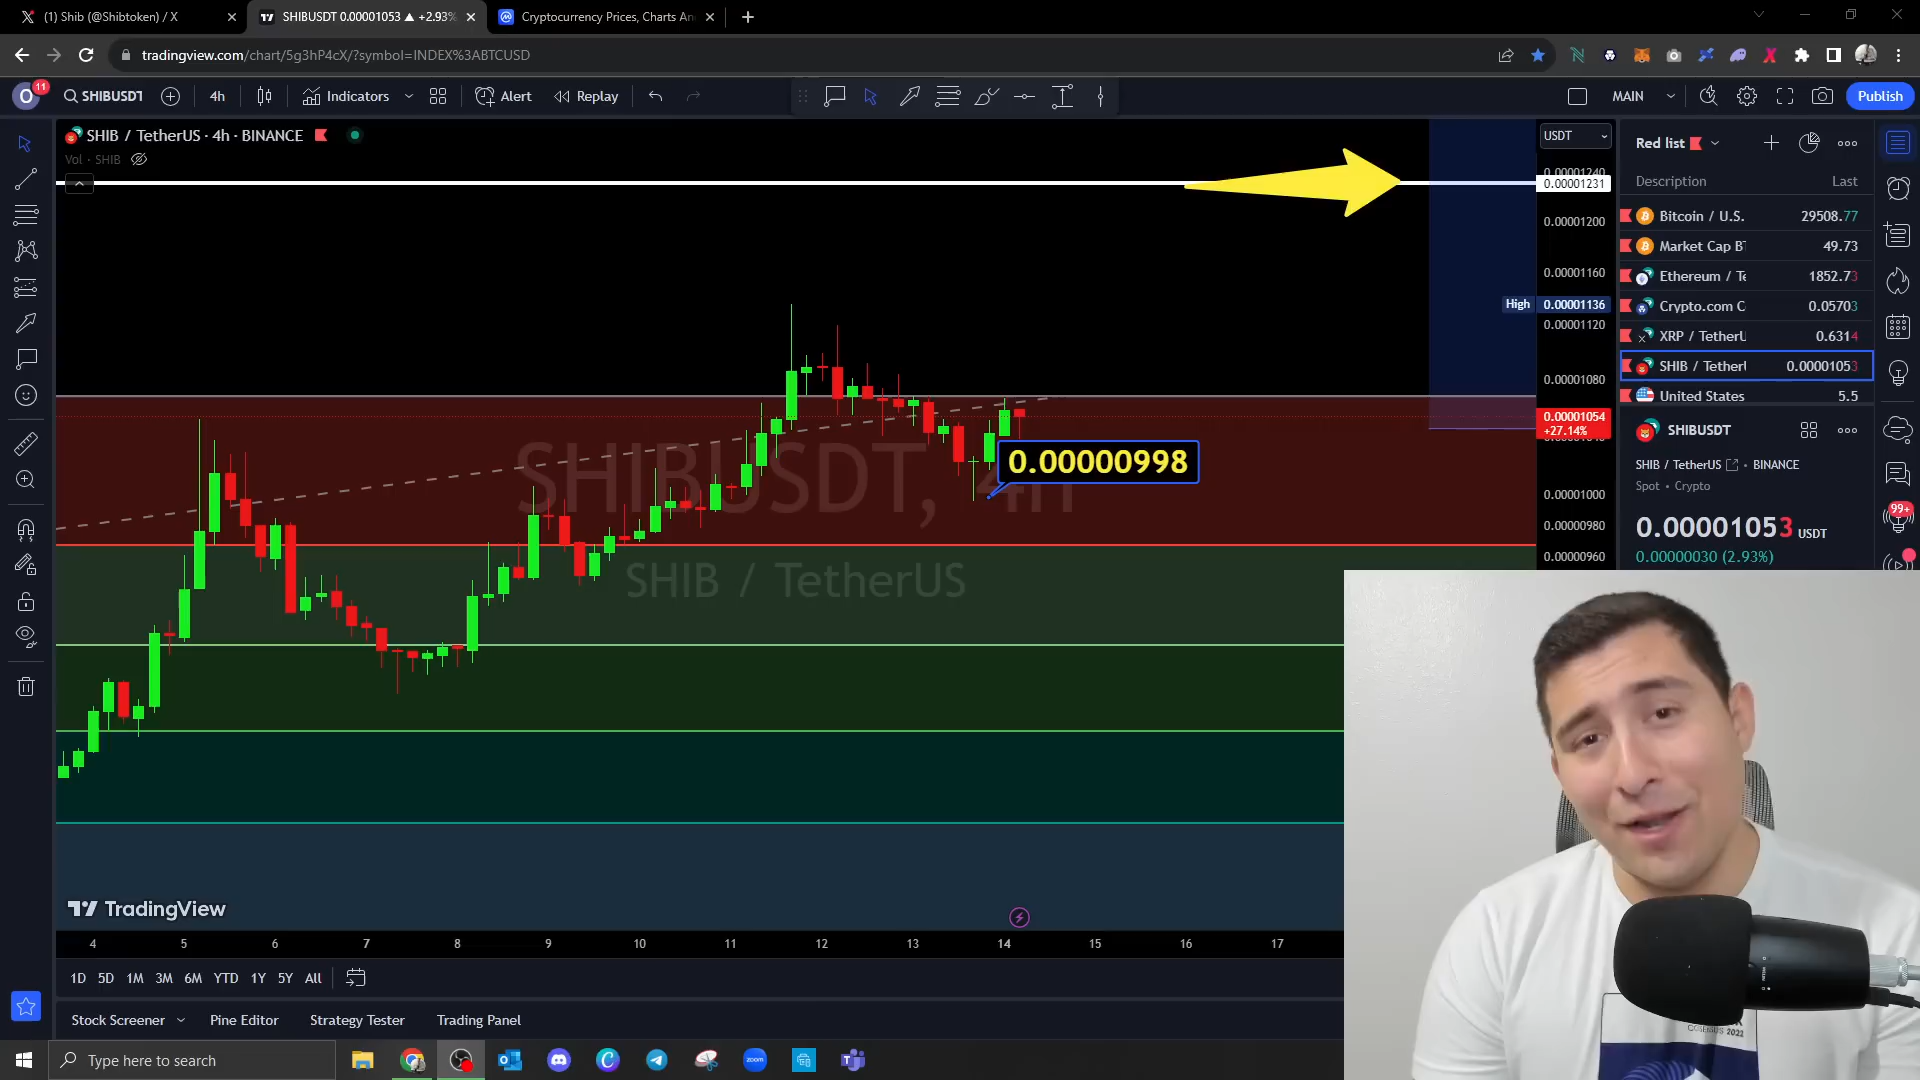 (1) Shib (@Shibtoken) / X
SHIBUSDT 0.00001053 ▲ +2.93%
Cryptocurrency Prices, Charts An
tradingview.com/chart/5g3hP4cX/?symbol=INDEX%3ABTCUSD
O 11
SHIBUSDT
4h
Indicators
Alert
Replay
MAIN
Publish
SHIB / TetherUS · 4h · BINANCE
Vol · SHIB
USDT
0.00001240
0.00001231
0.00001200
0.00001160
High 0.00001136
0.00001120
0.00001080
0.00001054
+27.14%
0.00001000
0.00000980
0.00000960
0.00000998
SHIBUSDT, 4h
SHIB / TetherUS
Red list
Description Last
Bitcoin / U.S. 29508.77
Market Cap BT 49.73
Ethereum / Te 1852.73
Crypto.com C 0.05703
XRP / TetherU 0.6314
SHIB / Tether 0.00001053
United States 5.5
SHIBUSDT
SHIB / TetherUS • BINANCE
Spot • Crypto
0.00001053 USDT
0.00000030 (2.93%)
99+
TradingView
4 5 6 7 8 9 10 11 12 13 14 15 16 17
1D 5D 1M 3M 6M YTD 1Y 5Y All
Stock Screener
Pine Editor
Strategy Tester
Trading Panel
Type here to search
zoom
2022